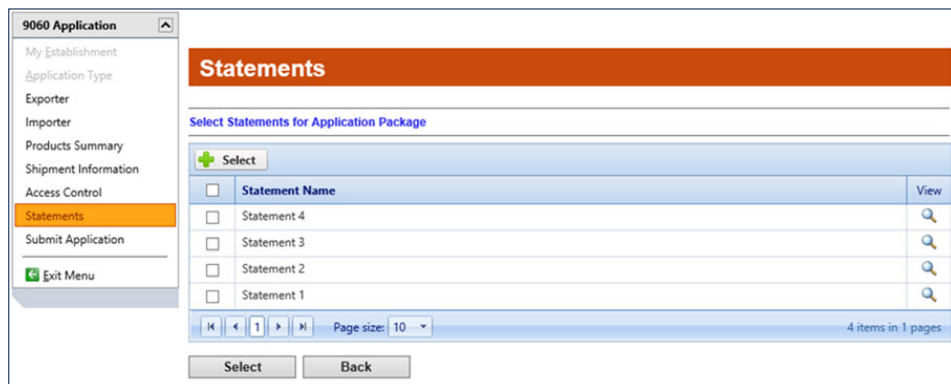 9060 Application
My Establishment
Application Type
Exporter
Importer
Products Summary
Shipment Information
Access Control
Statements
Submit Application
Exit Menu
Statements
Select Statements for Application Package
Select
Statement Name View
Statement 4
Statement 3
Statement 2
Statement 1
1 Page size: 10 4 items in 1 pages
Select Back